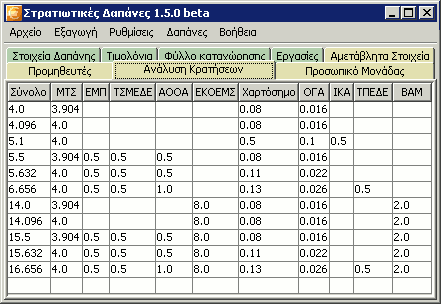 Στρατιωτικές Δαπάνες 1.5.0 beta
Αρχείο Εξαγωγή Ρυθμίσεις Δαπάνες Βοήθεια
Στοιχεία Δαπάνης Τιμολόγια Φύλλο καταχώρησης Εργασίες Αμετάβλητα Στοιχεία
Προμηθευτές Ανάλυση Κρατήσεων Προσωπικό Μονάδας
Σύνολο ΜΤΣ ΕΜΠ ΤΣΜΕΔΕ ΑΟΟΑ ΕΚΟΕΜΣ Χαρτόσημο ΟΓΑ ΙΚΑ ΤΠΕΔΕ ΒΑΜ
4.0 3.904 0.08 0.016
4.096 4.0 0.08 0.016
5.1 4.0 0.5 0.1 0.5
5.5 3.904 0.5 0.5 0.5 0.08 0.016
5.632 4.0 0.5 0.5 0.5 0.11 0.022
6.656 4.0 0.5 0.5 1.0 0.13 0.026 0.5
14.0 3.904 8.0 0.08 0.016 2.0
14.096 4.0 8.0 0.08 0.016 2.0
15.5 3.904 0.5 0.5 0.5 8.0 0.08 0.016 2.0
15.632 4.0 0.5 0.5 0.5 8.0 0.11 0.022 2.0
16.656 4.0 0.5 0.5 1.0 8.0 0.13 0.026 0.5 2.0